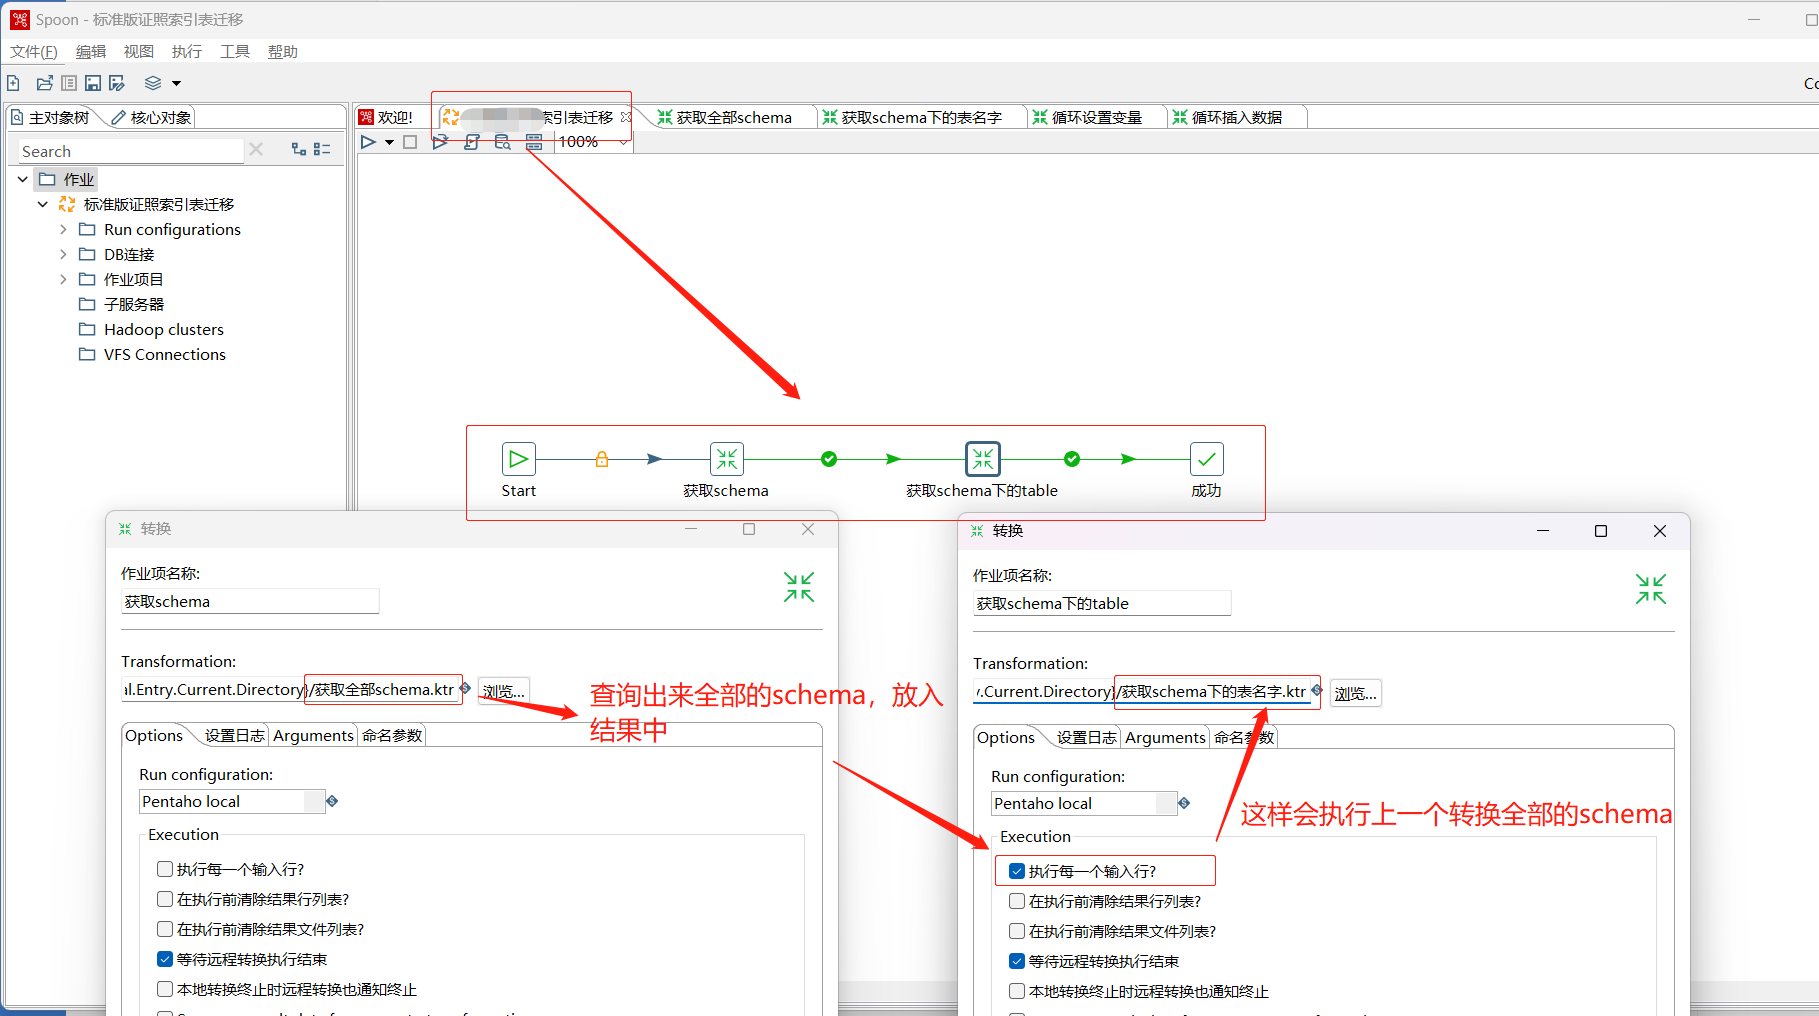 Spoon - 标准版证照索引表迁移
文件(F) 编辑 视图 执行 工具 帮助
主对象树 核心对象
欢迎! 索引表迁移 获取全部schema 获取schema下的表名字 循环设置变量 循环插入数据
100%
Search
作业
标准版证照索引表迁移
Run configurations
DB连接
作业项目
子服务器
Hadoop clusters
VFS Connections
Start 获取schema 获取schema下的table 成功
转换
作业项名称:
获取schema
Transformation:
al.Entry.Current.Directory}/获取全部schema.ktr 浏览...
查询出来全部的schema，放入
结果中
Options 设置日志 Arguments 命名参数
Run configuration:
Pentaho local
Execution
执行每一个输入行?
在执行前清除结果行列表?
在执行前清除结果文件列表?
等待远程转换执行结束
本地转换终止时远程转换也通知终止
转换
作业项名称:
获取schema下的table
Transformation:
.Current.Directory}/获取schema下的表名字.ktr 浏览...
Options 设置日志 Arguments 命名参数
Run configuration:
Pentaho local
这样会执行上一个转换全部的schema
Execution
执行每一个输入行?
在执行前清除结果行列表?
在执行前清除结果文件列表?
等待远程转换执行结束
本地转换终止时远程转换也通知终止